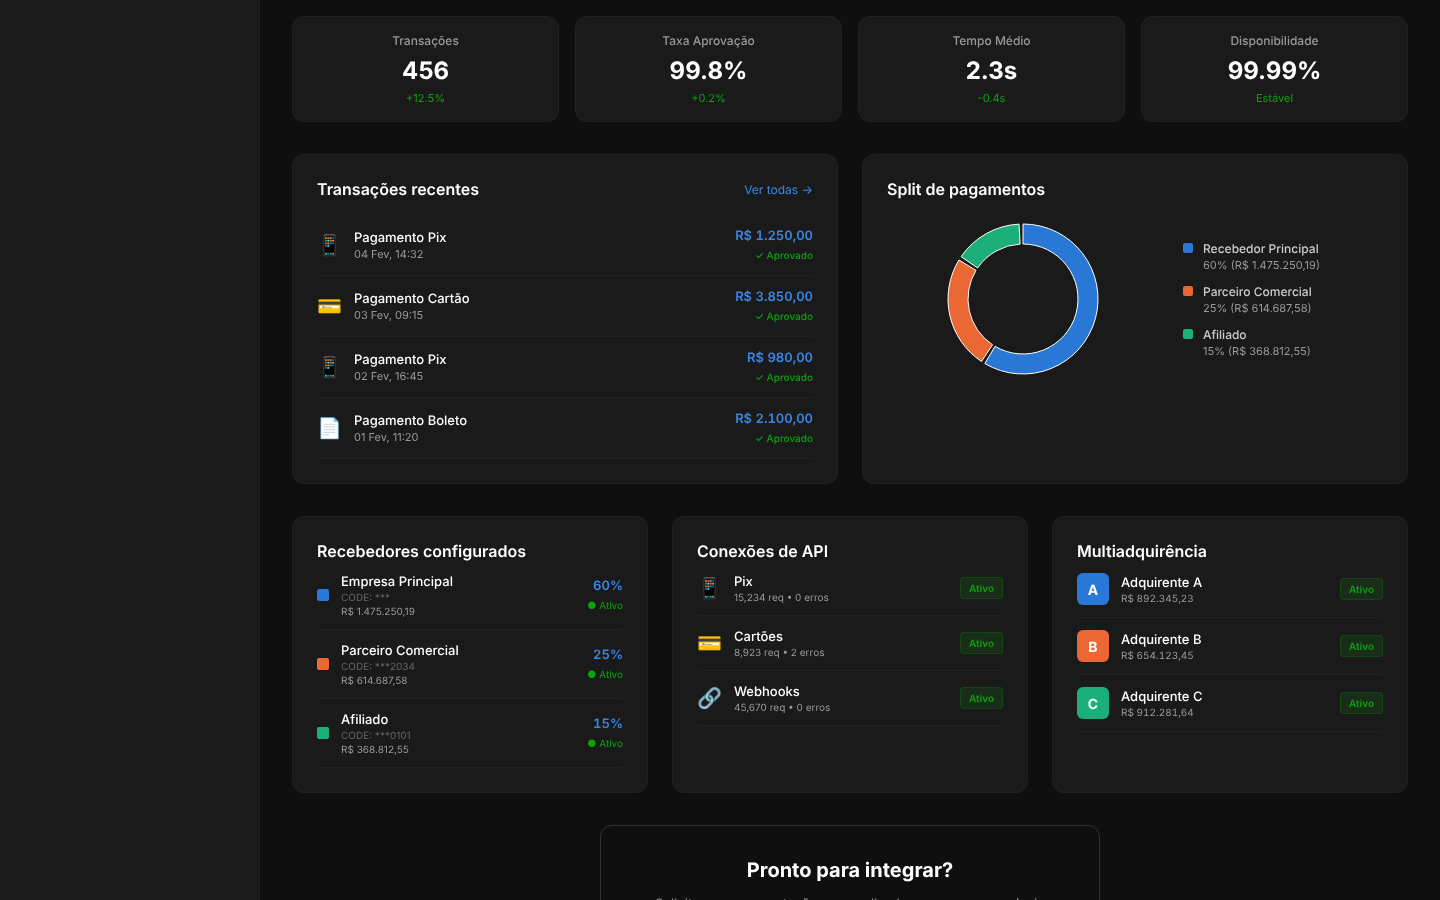 Transações
456
+12.5%
Taxa Aprovação
99.8%
+0.2%
Tempo Médio
2.3s
-0.4s
Disponibilidade
99.99%
Estável
Transações recentes
Ver todas →
Pagamento Pix
04 Fev, 14:32
R$ 1.250,00
✓ Aprovado
Pagamento Cartão
03 Fev, 09:15
R$ 3.850,00
✓ Aprovado
Pagamento Pix
02 Fev, 16:45
R$ 980,00
✓ Aprovado
Pagamento Boleto
01 Fev, 11:20
R$ 2.100,00
✓ Aprovado
Split de pagamentos
Recebedor Principal
60% (R$ 1.475.250,19)
Parceiro Comercial
25% (R$ 614.687,58)
Afiliado
15% (R$ 368.812,55)
Recebedores configurados
Empresa Principal
CODE: ***
R$ 1.475.250,19
60%
● Ativo
Parceiro Comercial
CODE: ***2034
R$ 614.687,58
25%
● Ativo
Afiliado
CODE: ***0101
R$ 368.812,55
15%
● Ativo
Conexões de API
Pix
15,234 req • 0 erros
Ativo
Cartões
8,923 req • 2 erros
Ativo
Webhooks
45,670 req • 0 erros
Ativo
Multiadquirência
A
Adquirente A
R$ 892.345,23
Ativo
B
Adquirente B
R$ 654.123,45
Ativo
C
Adquirente C
R$ 912.281,64
Ativo
Pronto para integrar?